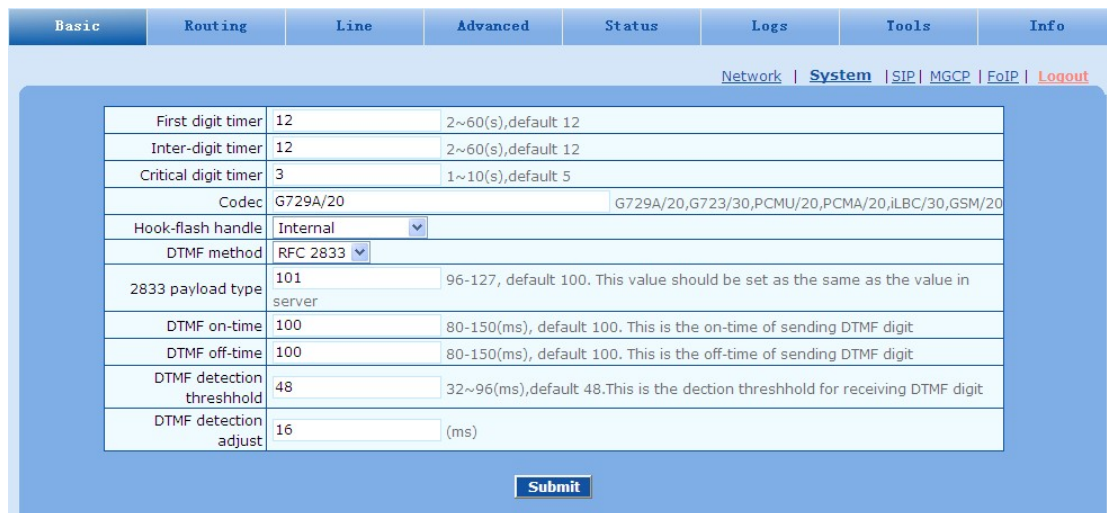 Basic Routing Line Advanced Status Logs Tools Info
Network | System | SIP | MGCP | FoIP | Logout
First digit timer 12 2~60(s),default 12
Inter-digit timer 12 2~60(s),default 12
Critical digit timer 3 1~10(s),default 5
Codec G729A/20 G729A/20,G723/30,PCMU/20,PCMA/20,iLBC/30,GSM/20
Hook-flash handle Internal
DTMF method RFC 2833
2833 payload type 101 96-127, default 100. This value should be set as the same as the value in
server
DTMF on-time 100 80-150(ms), default 100. This is the on-time of sending DTMF digit
DTMF off-time 100 80-150(ms), default 100. This is the off-time of sending DTMF digit
DTMF detection
threshhold 48 32~96(ms),default 48.This is the dection threshhold for receiving DTMF digit
DTMF detection
adjust 16 (ms)
Submit